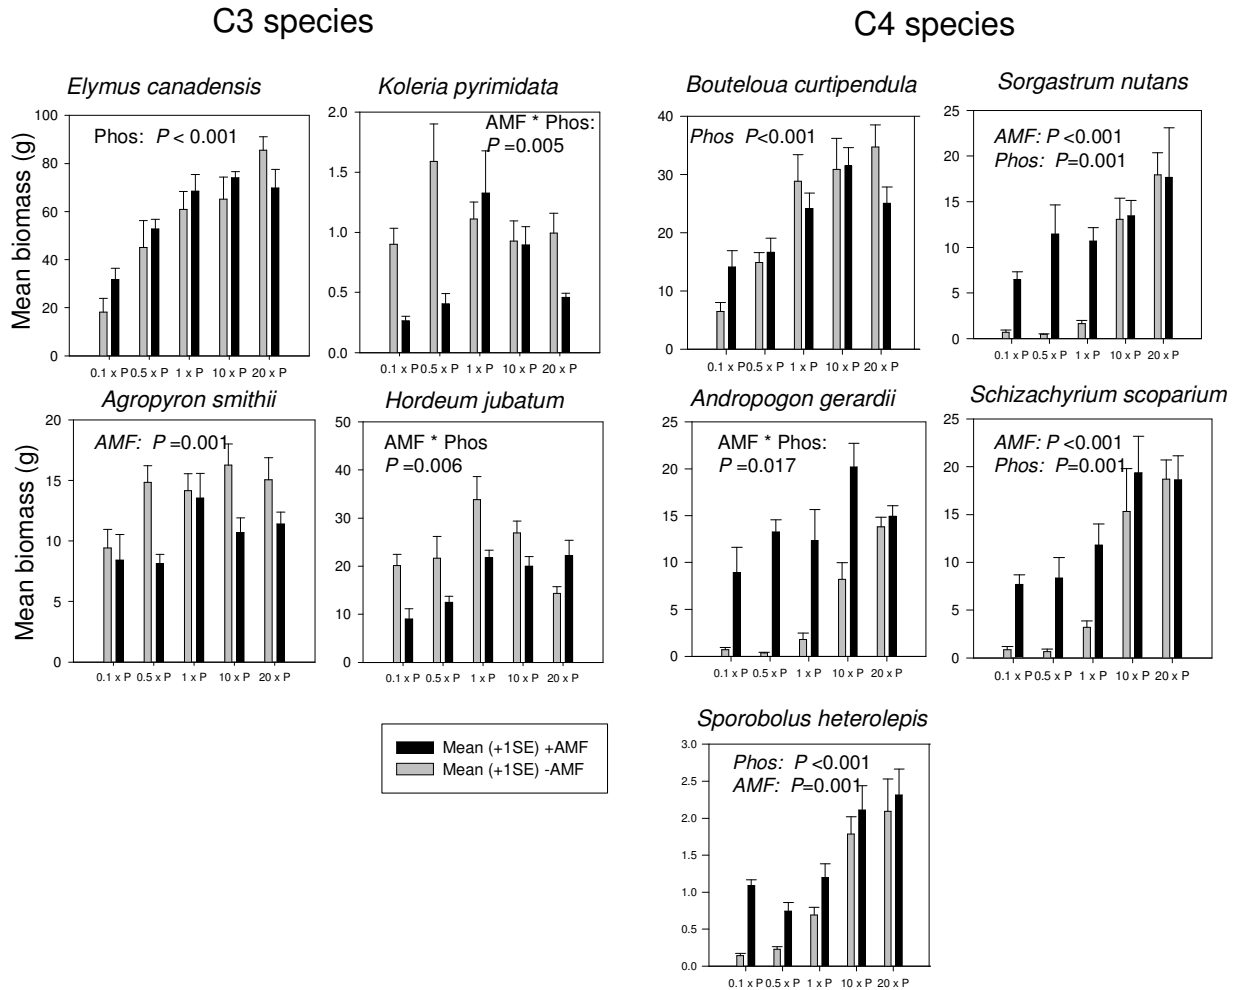 C3 species
C4 species
Elymus canadensis
Koleria pyrimidata
Bouteloua curtipendula
Sorgastrum nutans
Mean biomass (g)
100
80
60
40
20
0
Phos: P < 0.001
0.1 x P 0.5 x P 1 x P 10 x P 20 x P
2.0
1.5
1.0
0.5
0.0
AMF * Phos:
P =0.005
0.1 x P 0.5 x P 1 x P 10 x P 20 x P
40
30
20
10
0
Phos P<0.001
0.1 x P 0.5 x P 1 x P 10 x P 20 x P
25
20
15
10
5
0
AMF: P <0.001
Phos: P=0.001
0.1 x P 0.5 x P 1 x P 10 x P 20 x P
Agropyron smithii
Hordeum jubatum
Andropogon gerardii
Schizachyrium scoparium
Mean biomass (g)
20
15
10
5
0
AMF: P =0.001
0.1 x P 0.5 x P 1 x P 10 x P 20 x P
50
40
30
20
10
0
AMF * Phos
P =0.006
0.1 x P 0.5 x P 1 x P 10 x P 20 x P
25
20
15
10
5
0
AMF * Phos:
P =0.017
0.1 x P 0.5 x P 1 x P 10 x P 20 x P
25
20
15
10
5
0
AMF: P <0.001
Phos: P=0.001
0.1 x P 0.5 x P 1 x P 10 x P 20 x P
Mean (+1SE) +AMF
Mean (+1SE) -AMF
Sporobolus heterolepis
3.0
2.5
2.0
1.5
1.0
0.5
0.0
Phos: P <0.001
AMF: P=0.001
0.1 x P 0.5 x P 1 x P 10 x P 20 x P